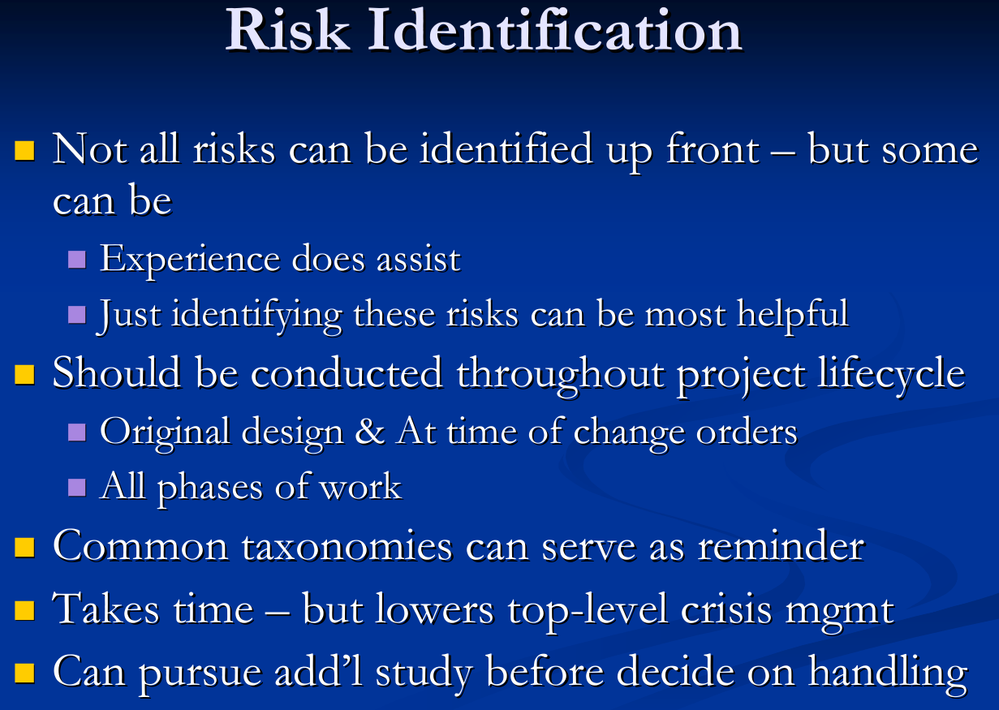 Risk Identification
Not all risks can be identified up front – but some
can be
Experience does assist
Just identifying these risks can be most helpful
Should be conducted throughout project lifecycle
Original design & At time of change orders
All phases of work
Common taxonomies can serve as reminder
Takes time – but lowers top-level crisis mgmt
Can pursue add’l study before decide on handling